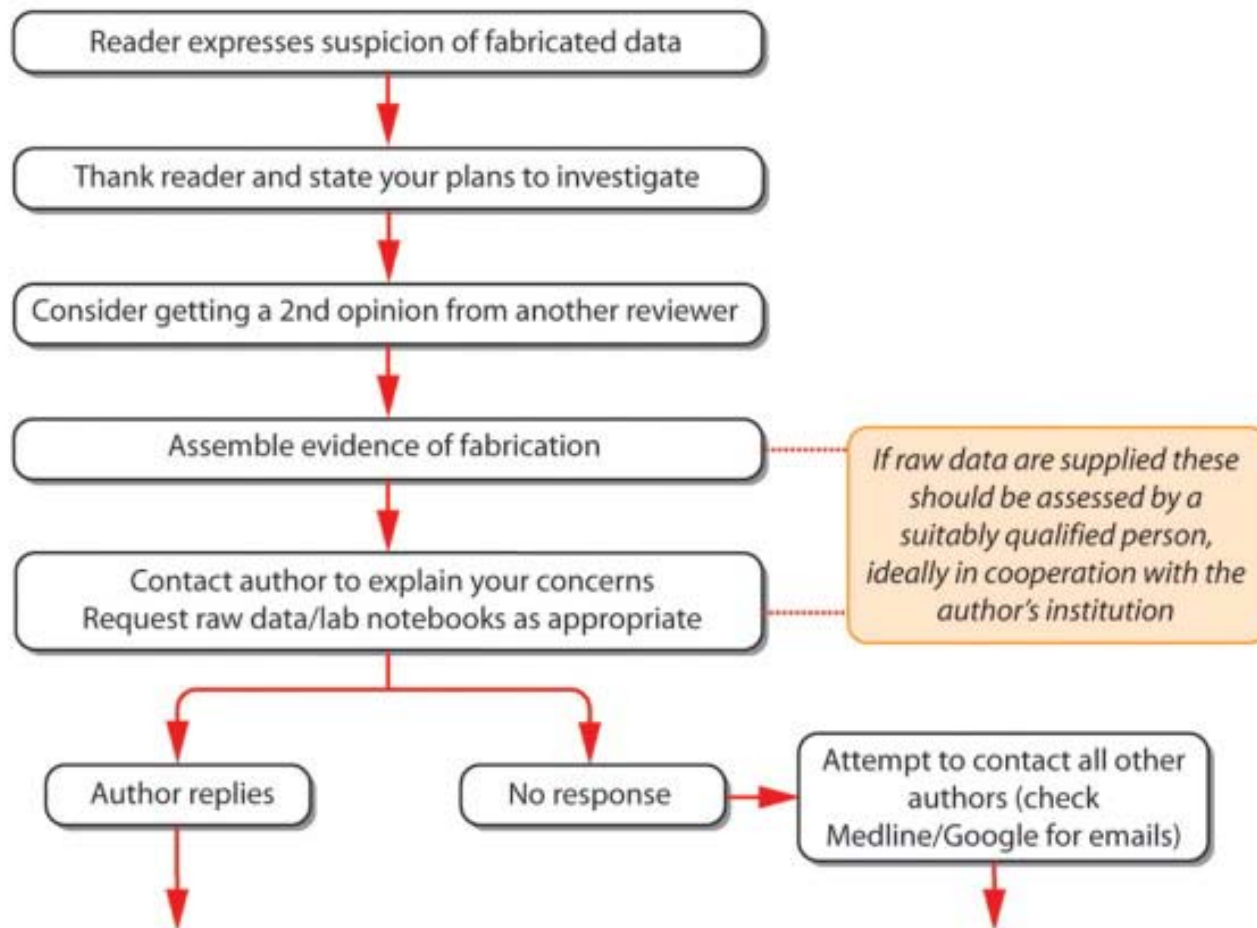 Reader expresses suspicion of fabricated data
Thank reader and state your plans to investigate
Consider getting a 2nd opinion from another reviewer
Assemble evidence of fabrication
If raw data are supplied these
should be assessed by a
suitably qualified person,
ideally in cooperation with the
author’s institution
Contact author to explain your concerns
Request raw data/lab notebooks as appropriate
Author replies
No response
Attempt to contact all other
authors (check
Medline/Google for emails)